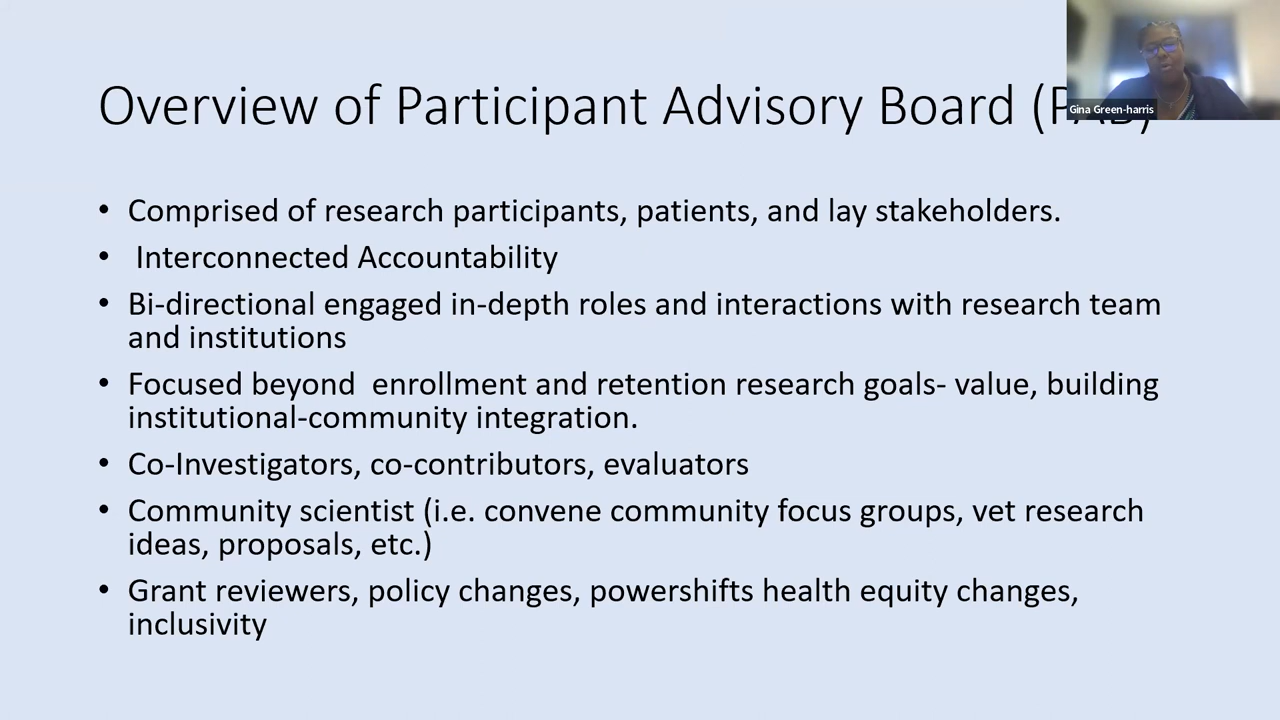 Overview of Participant Advisory Board (PAB)
Gina Green-harris
• Comprised of research participants, patients, and lay stakeholders.
• Interconnected Accountability
• Bi-directional engaged in-depth roles and interactions with research team
and institutions
• Focused beyond  enrollment and retention research goals- value, building
institutional-community integration.
• Co-Investigators, co-contributors, evaluators
• Community scientist (i.e. convene community focus groups, vet research
ideas, proposals, etc.)
• Grant reviewers, policy changes, powershifts health equity changes,
inclusivity